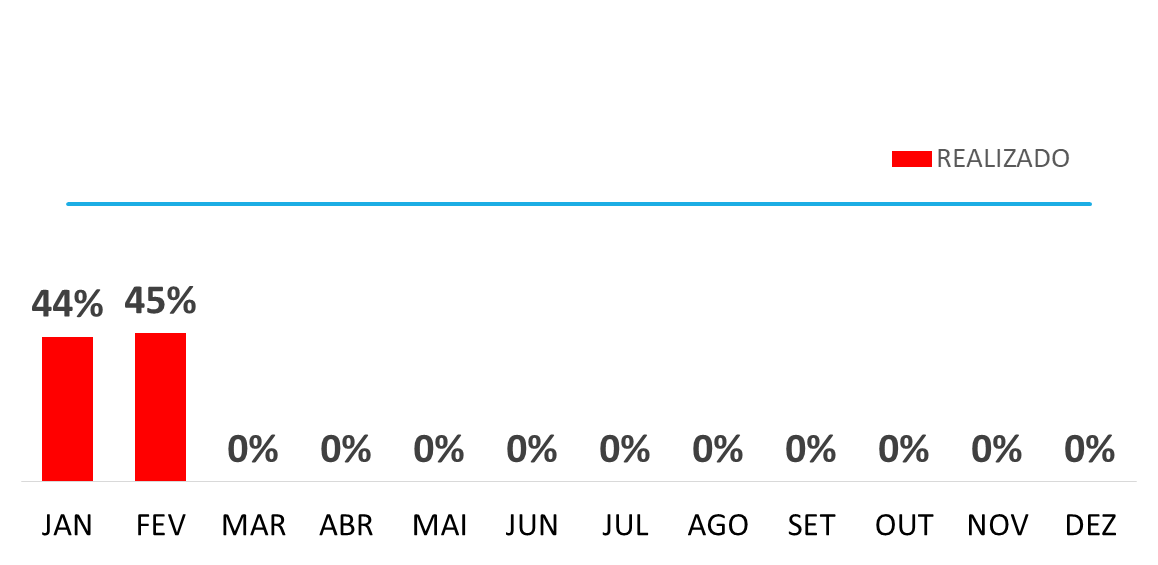 REALIZADO
44% 45%
0% 0% 0% 0% 0% 0% 0% 0% 0% 0%
JAN FEV MAR ABR MAI JUN JUL AGO SET OUT NOV DEZ